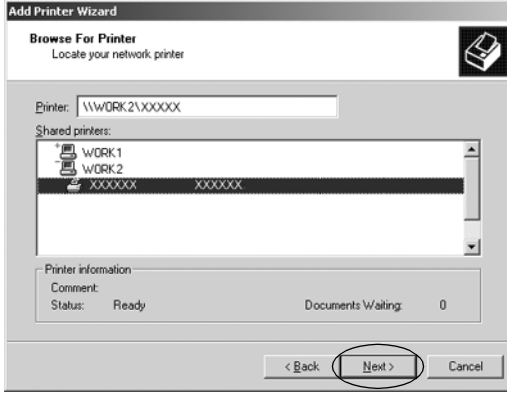 Add Printer Wizard
Browse For Printer
Locate your network printer
Printer: \\WORK2\XXXXX
Shared printers:
WORK1
WORK2
XXXXXX XXXXXX
Printer information
Comment:
Status: Ready Documents Waiting: 0
< Back Next > Cancel